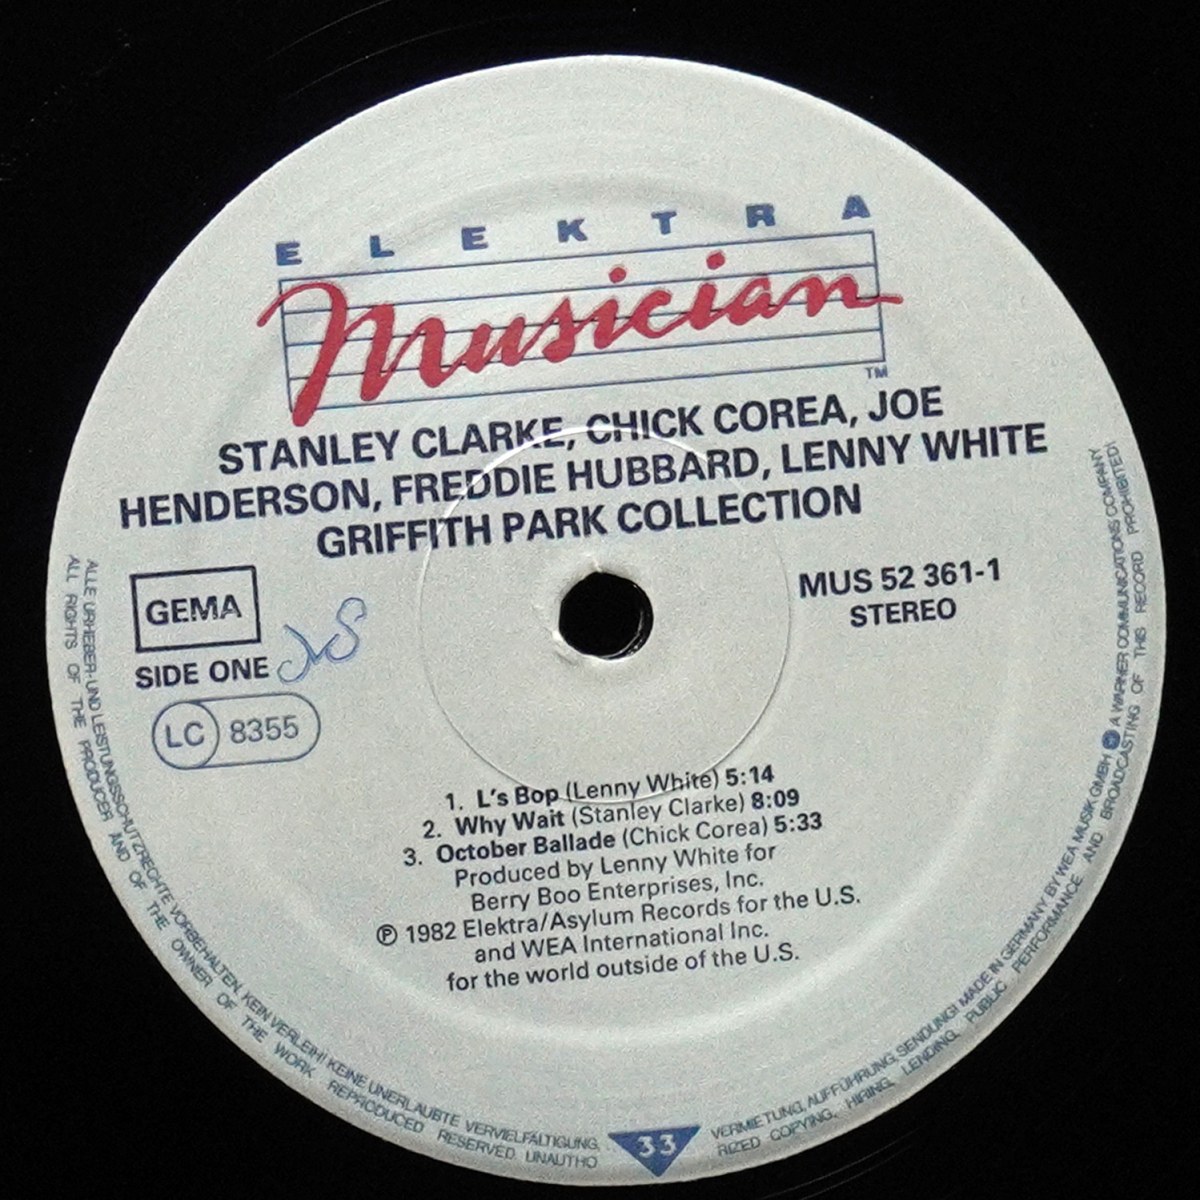 ELEKTRA
Musician
TM
STANLEY CLARKE, CHICK COREA, JOE
HENDERSON, FREDDIE HUBBARD, LENNY WHITE
GRIFFITH PARK COLLECTION
GEMA
MUS 52 361-1
STEREO
SIDE ONE
LC 8355
1. L's Bop (Lenny White) 5:14
2. Why Wait (Stanley Clarke) 8:09
3. October Ballade (Chick Corea) 5:33
Produced by Lenny White for
Berry Boo Enterprises, Inc.
℗ 1982 Elektra/Asylum Records for the U.S.
and WEA International Inc.
for the world outside of the U.S.
ALLE URHEBER- UND LEISTUNGSSCHUTZRECHTE VORBEHALTEN. KEIN VERLEIH! KEINE UNERLAUBTE VERVIELFÄLTIGUNG, VERMIETUNG, AUFFÜHRUNG, SENDUNG! MADE IN GERMANY BY WEA MUSIK GMBH A WARNER COMMUNICATIONS COMPANY
ALL RIGHTS OF THE PRODUCER AND OF THE OWNER OF THE WORK REPRODUCED RESERVED. UNAUTHORIZED COPYING, HIRING, LENDING, PUBLIC PERFORMANCE AND BROADCASTING OF THIS RECORD PROHIBITED
33